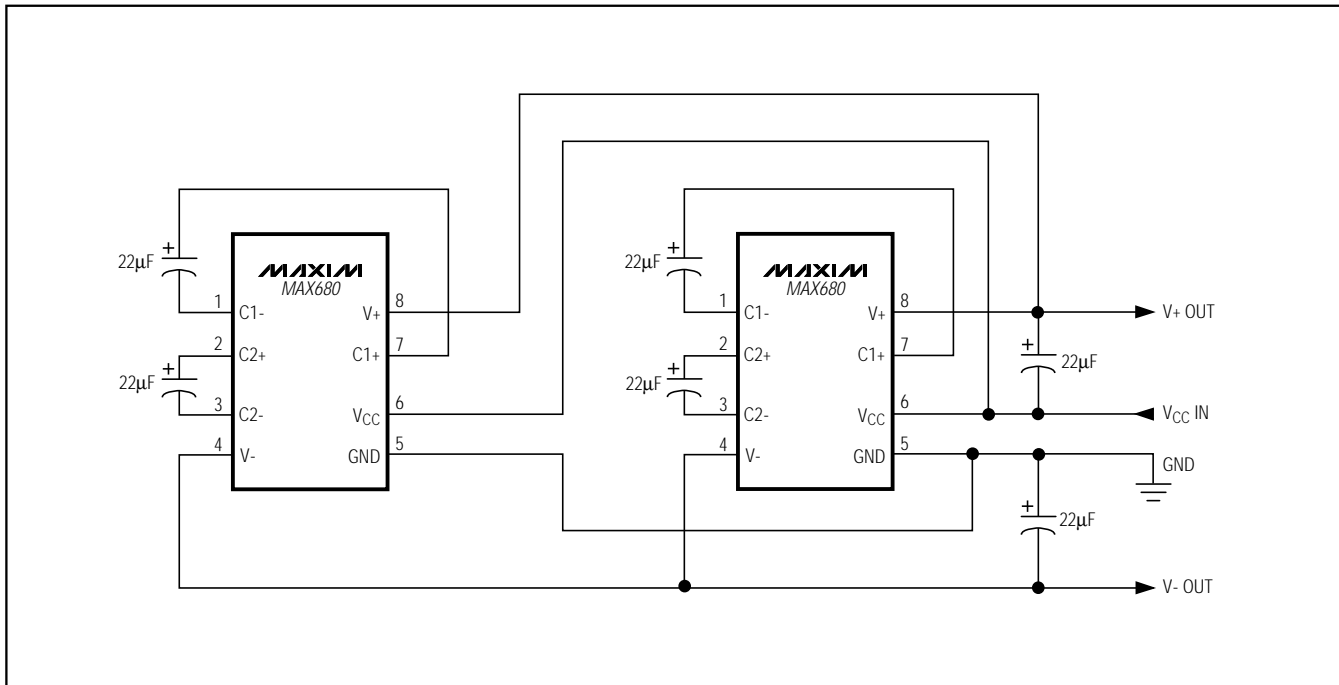 22µF
+
1
C1-
2
C2+
22µF
+
3
C2-
4
V-
MAXIM
MAX680
V+
8
C1+
7
VCC
6
GND
5
22µF
+
1
C1-
2
C2+
22µF
+
3
C2-
4
V-
MAXIM
MAX680
V+
8
C1+
7
VCC
6
GND
5
V+ OUT
+
22µF
VCC IN
GND
+
22µF
V- OUT